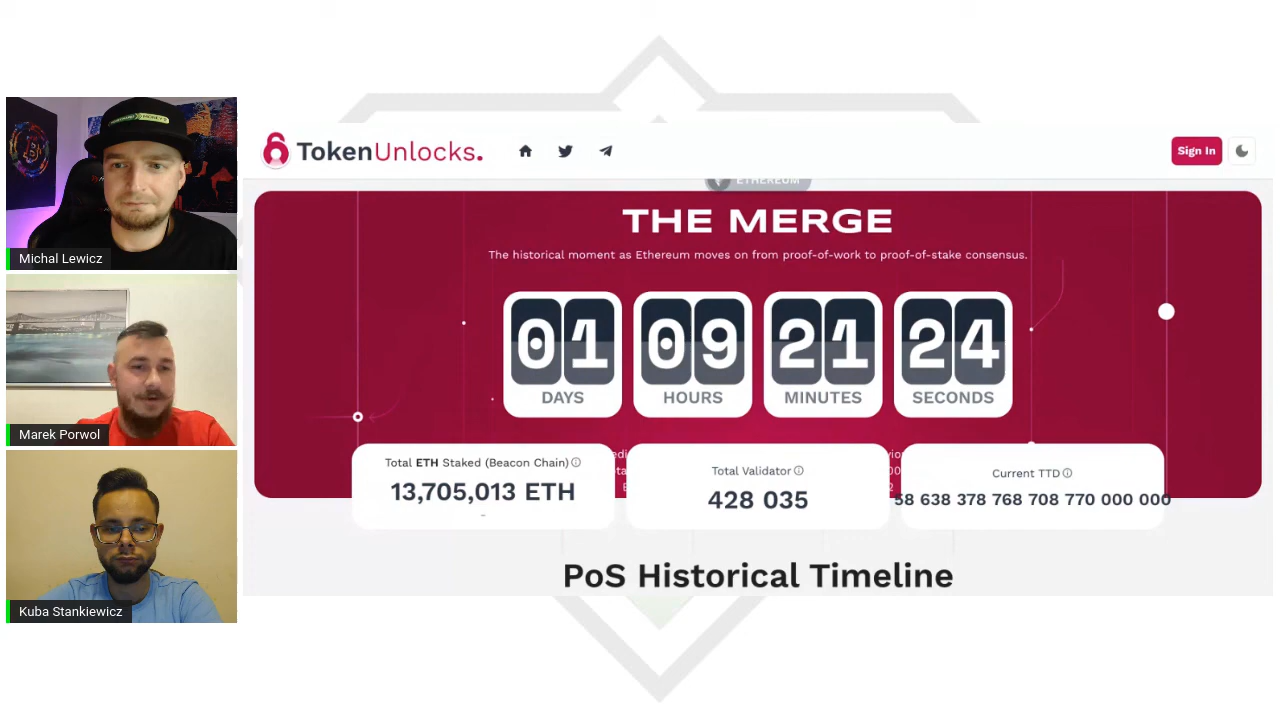 Michal Lewicz
Marek Porwol
Kuba Stankiewicz
TokenUnlocks.
Sign In
ETHEREUM
THE MERGE
The historical moment as Ethereum moves on from proof-of-work to proof-of-stake consensus.
01 09 21 24
DAYS HOURS MINUTES SECONDS
Total ETH Staked (Beacon Chain)
13,705,013 ETH
Total Validator
428 035
Current TTD
58 638 378 768 708 770 000 000
PoS Historical Timeline